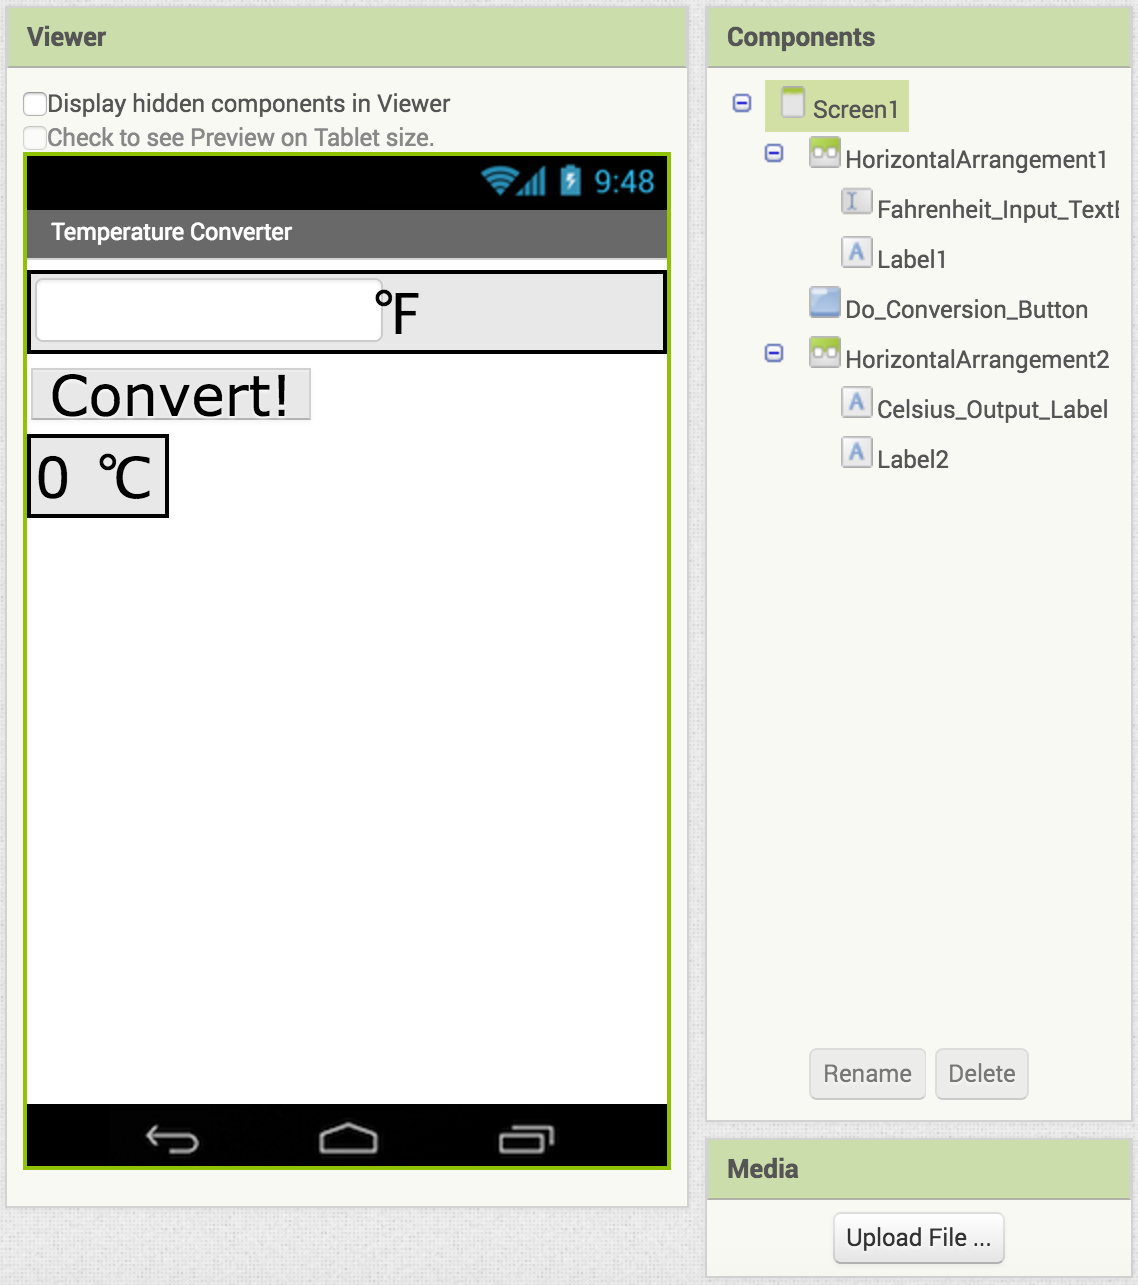 Viewer
Display hidden components in Viewer
Check to see Preview on Tablet size.
9:48
Temperature Converter
°F
Convert!
0 °C
Components
Screen1
HorizontalArrangement1
Fahrenheit_Input_TextE
A Label1
Do_Conversion_Button
HorizontalArrangement2
A Celsius_Output_Label
A Label2
Rename Delete
Media
Upload File ...